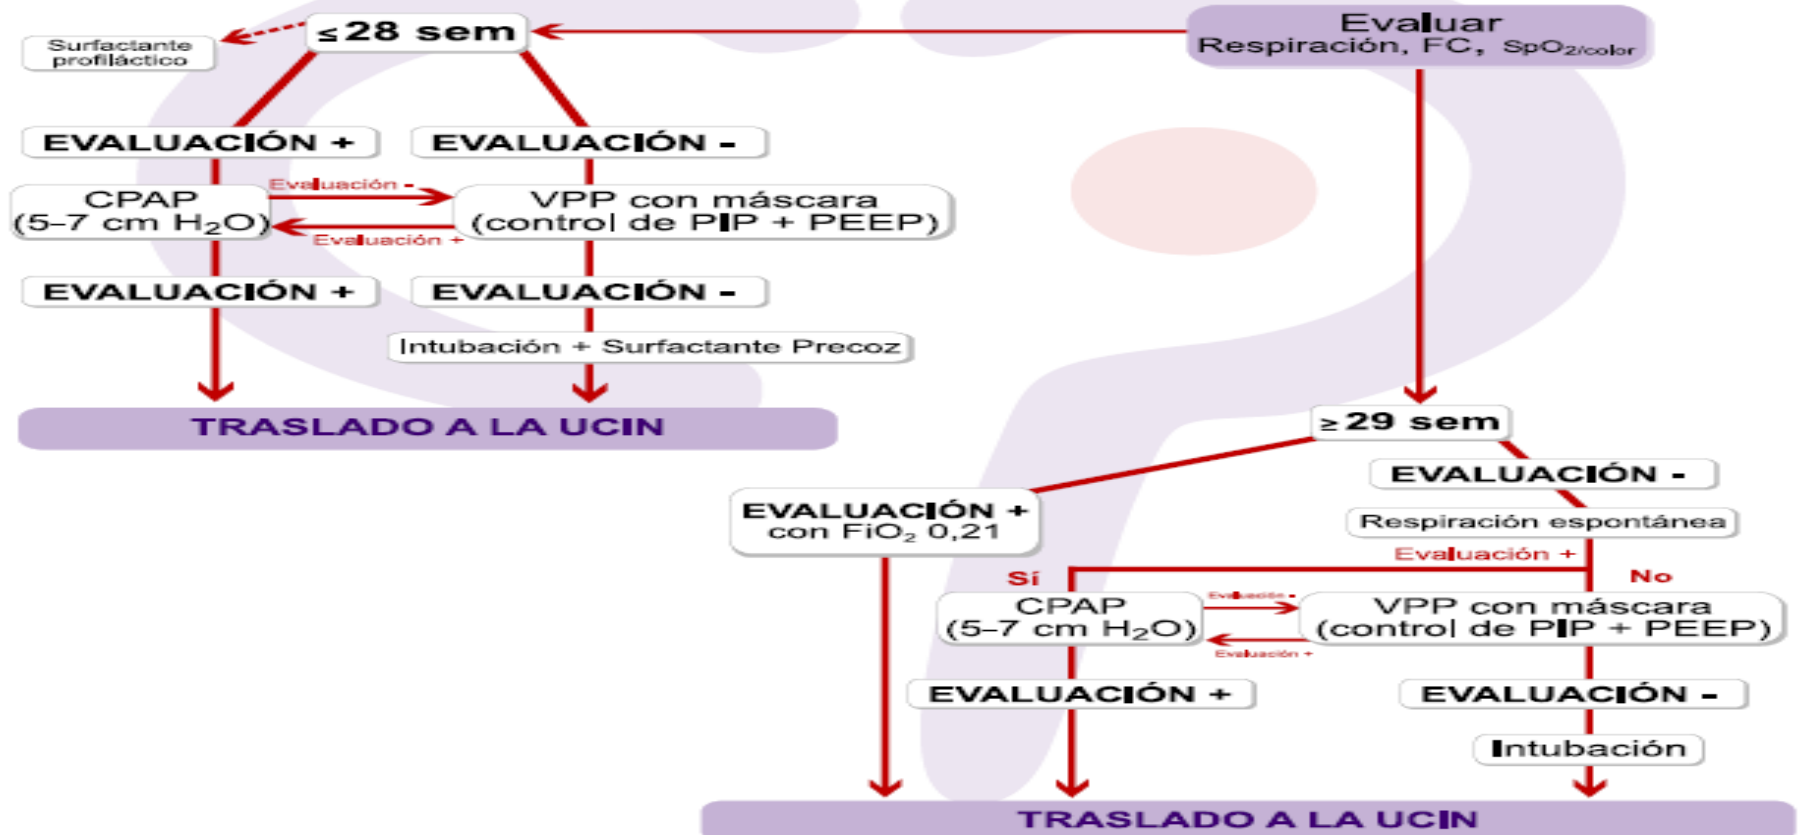 Evaluar
Respiración, FC, SpO2/color
≤ 28 sem
Surfactante
profiláctico
EVALUACIÓN +
EVALUACIÓN -
CPAP
(5-7 cm H2O)
Evaluación -
Evaluación +
VPP con máscara
(control de PIP + PEEP)
EVALUACIÓN +
EVALUACIÓN -
Intubación + Surfactante Precoz
TRASLADO A LA UCIN
≥ 29 sem
EVALUACIÓN +
con FiO2 0,21
EVALUACIÓN -
Respiración espontánea
Evaluación +
Sí
No
CPAP
(5-7 cm H2O)
Evaluación -
Evaluación +
VPP con máscara
(control de PIP + PEEP)
EVALUACIÓN +
EVALUACIÓN -
Intubación
TRASLADO A LA UCIN